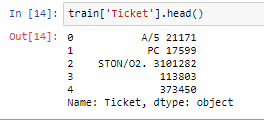 In [14]: train['Ticket'].head()
Out[14]: 0 A/5 21171
1 PC 17599
2 STON/O2. 3101282
3 113803
4 373450
Name: Ticket, dtype: object